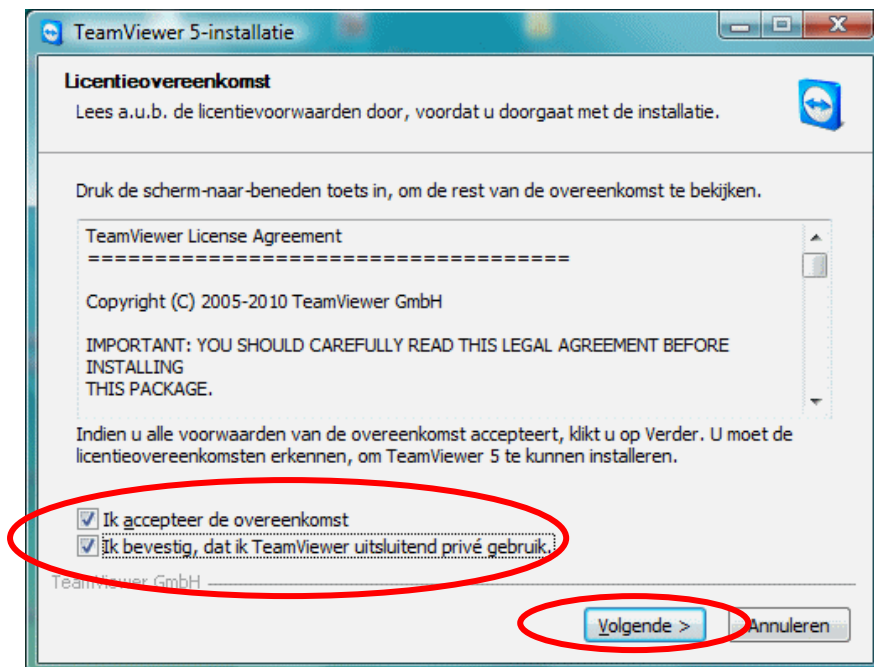 TeamViewer 5-installatie
Licentieovereenkomst
Lees a.u.b. de licentievoorwaarden door, voordat u doorgaat met de installatie.
Druk de scherm-naar-beneden toets in, om de rest van de overeenkomst te bekijken.
TeamViewer License Agreement
=====================================
Copyright (C) 2005-2010 TeamViewer GmbH
IMPORTANT: YOU SHOULD CAREFULLY READ THIS LEGAL AGREEMENT BEFORE
INSTALLING
THIS PACKAGE.
Indien u alle voorwaarden van de overeenkomst accepteert, klikt u op Verder. U moet de
licentieovereenkomsten erkennen, om TeamViewer 5 te kunnen installeren.
Ik accepteer de overeenkomst
Ik bevestig, dat ik TeamViewer uitsluitend privé gebruik.
TeamViewer GmbH
Volgende >
Annuleren